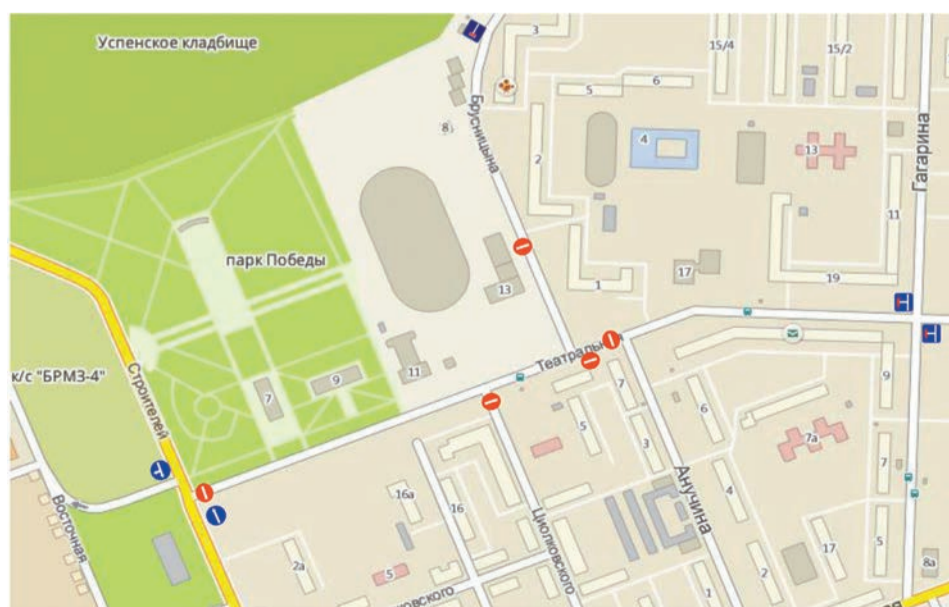 Успенское кладбище
3
15/4
15/2
5
6
8
Брусницына
2
4
13
Гагарина
11
парк Победы
17
1
19
13
Театральная
11
9
7
к/с "БРМЗ-4"
Строителей
7
6
9
5
3
7а
7
Анучина
4
16а
16
Циолковского
Восточная
2а
5
17
5
2
8а
1